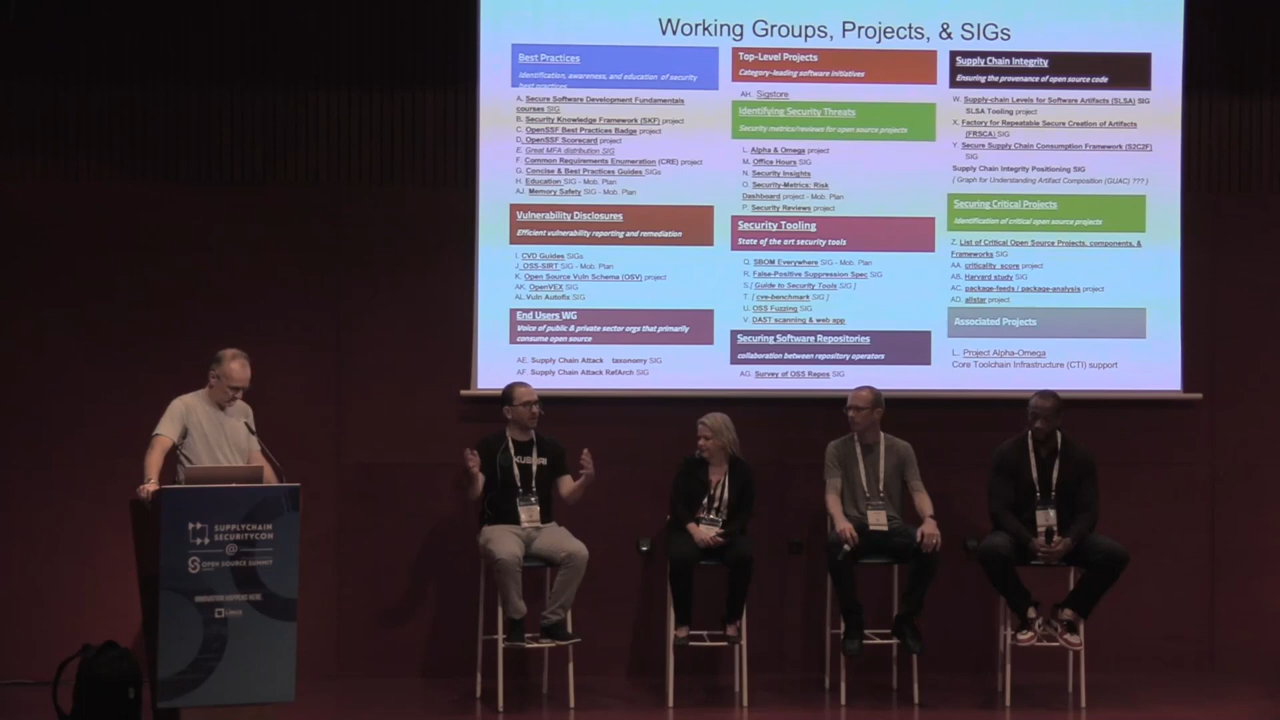 Working Groups, Projects, & SIGs
Best Practices
Identification, awareness, and education of security
best practices
A. Secure Software Development Fundamentals
courses SIG
B. Security Knowledge Framework (SKF) project
C. OpenSSF Best Practices Badge project
D. OpenSSF Scorecard project
E. Great MFA distribution SIG
F. Common Requirements Enumeration (CRE) project
G. Concise & Best Practices Guides SIGs
H. Education SIG - Mob. Plan
AJ. Memory Safety SIG - Mob. Plan
Vulnerability Disclosures
Efficient vulnerability reporting and remediation
I. CVD Guides SIGs
J. OSS-SIRT SIG - Mob. Plan
K. Open Source Vuln Schema (OSV) project
AK. OpenVEX SIG
AL. Vuln Autofix SIG
End Users WG
Voice of public & private sector orgs that primarily
consume open source
AE. Supply Chain Attack taxonomy SIG
AF. Supply Chain Attack RefArch SIG
Top-Level Projects
Category-leading software initiatives
AH. Sigstore
Identifying Security Threats
Security metrics/reviews for open source projects
L. Alpha & Omega project
M. Office Hours SIG
N. Security Insights
O. Security-Metrics: Risk
Dashboard project - Mob. Plan
P. Security Reviews project
Security Tooling
State of the art security tools
Q. SBOM Everywhere SIG - Mob. Plan
R. False-Positive Suppression Spec SIG
S.[ Guide to Security Tools SIG ]
T. [ cve-benchmark SIG ]
U. OSS Fuzzing SIG
V. DAST scanning & web app
Securing Software Repositories
collaboration between repository operators
AG. Survey of OSS Repos SIG
Supply Chain Integrity
Ensuring the provenance of open source code
W. Supply-chain Levels for Software Artifacts (SLSA) SIG
SLSA Tooling project
X. Factory for Repeatable Secure Creation of Artifacts
(FRSCA) SIG
Y. Secure Supply Chain Consumption Framework (S2C2F)
SIG
Supply Chain Integrity Positioning SIG
( Graph for Understanding Artifact Composition (GUAC) ??? )
Securing Critical Projects
Identification of critical open source projects
Z. List of Critical Open Source Projects, components, &
Frameworks SIG
AA. criticality_score project
AB. Harvard study SIG
AC. package-feeds / package-analysis project
AD. allstar project
Associated Projects
L. Project Alpha-Omega
Core Toolchain Infrastructure (CTI) support
SUPPLYCHAIN
SECURITYCON
@
OPEN SOURCE SUMMIT
INNOVATION HAPPENS HERE.